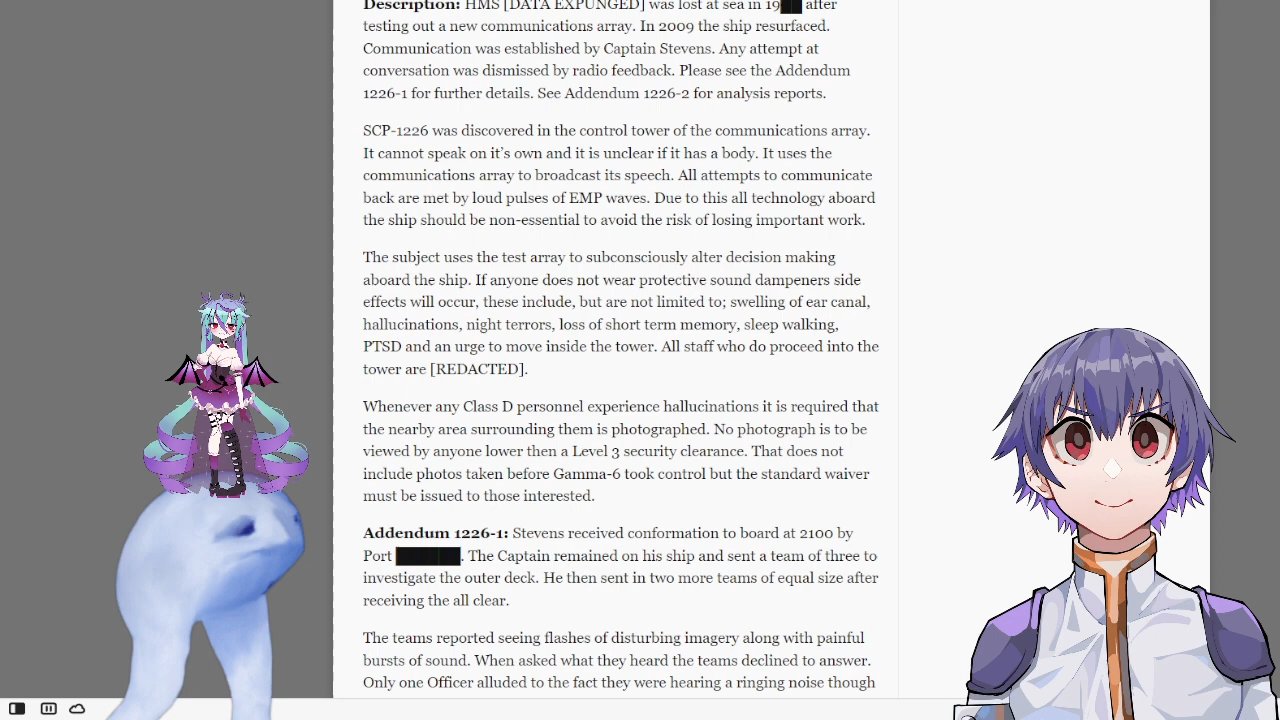 Description: HMS [DATA EXPUNGED] was lost at sea in 19██ after
testing out a new communications array. In 2009 the ship resurfaced.
Communication was established by Captain Stevens. Any attempt at
conversation was dismissed by radio feedback. Please see the Addendum
1226-1 for further details. See Addendum 1226-2 for analysis reports.
SCP-1226 was discovered in the control tower of the communications array.
It cannot speak on it's own and it is unclear if it has a body. It uses the
communications array to broadcast its speech. All attempts to communicate
back are met by loud pulses of EMP waves. Due to this all technology aboard
the ship should be non-essential to avoid the risk of losing important work.
The subject uses the test array to subconsciously alter decision making
aboard the ship. If anyone does not wear protective sound dampeners side
effects will occur, these include, but are not limited to; swelling of ear canal,
hallucinations, night terrors, loss of short term memory, sleep walking,
PTSD and an urge to move inside the tower. All staff who do proceed into the
tower are [REDACTED].
Whenever any Class D personnel experience hallucinations it is required that
the nearby area surrounding them is photographed. No photograph is to be
viewed by anyone lower then a Level 3 security clearance. That does not
include photos taken before Gamma-6 took control but the standard waiver
must be issued to those interested.
Addendum 1226-1: Stevens received conformation to board at 2100 by
Port █████. The Captain remained on his ship and sent a team of three to
investigate the outer deck. He then sent in two more teams of equal size after
receiving the all clear.
The teams reported seeing flashes of disturbing imagery along with painful
bursts of sound. When asked what they heard the teams declined to answer.
Only one Officer alluded to the fact they were hearing a ringing noise though